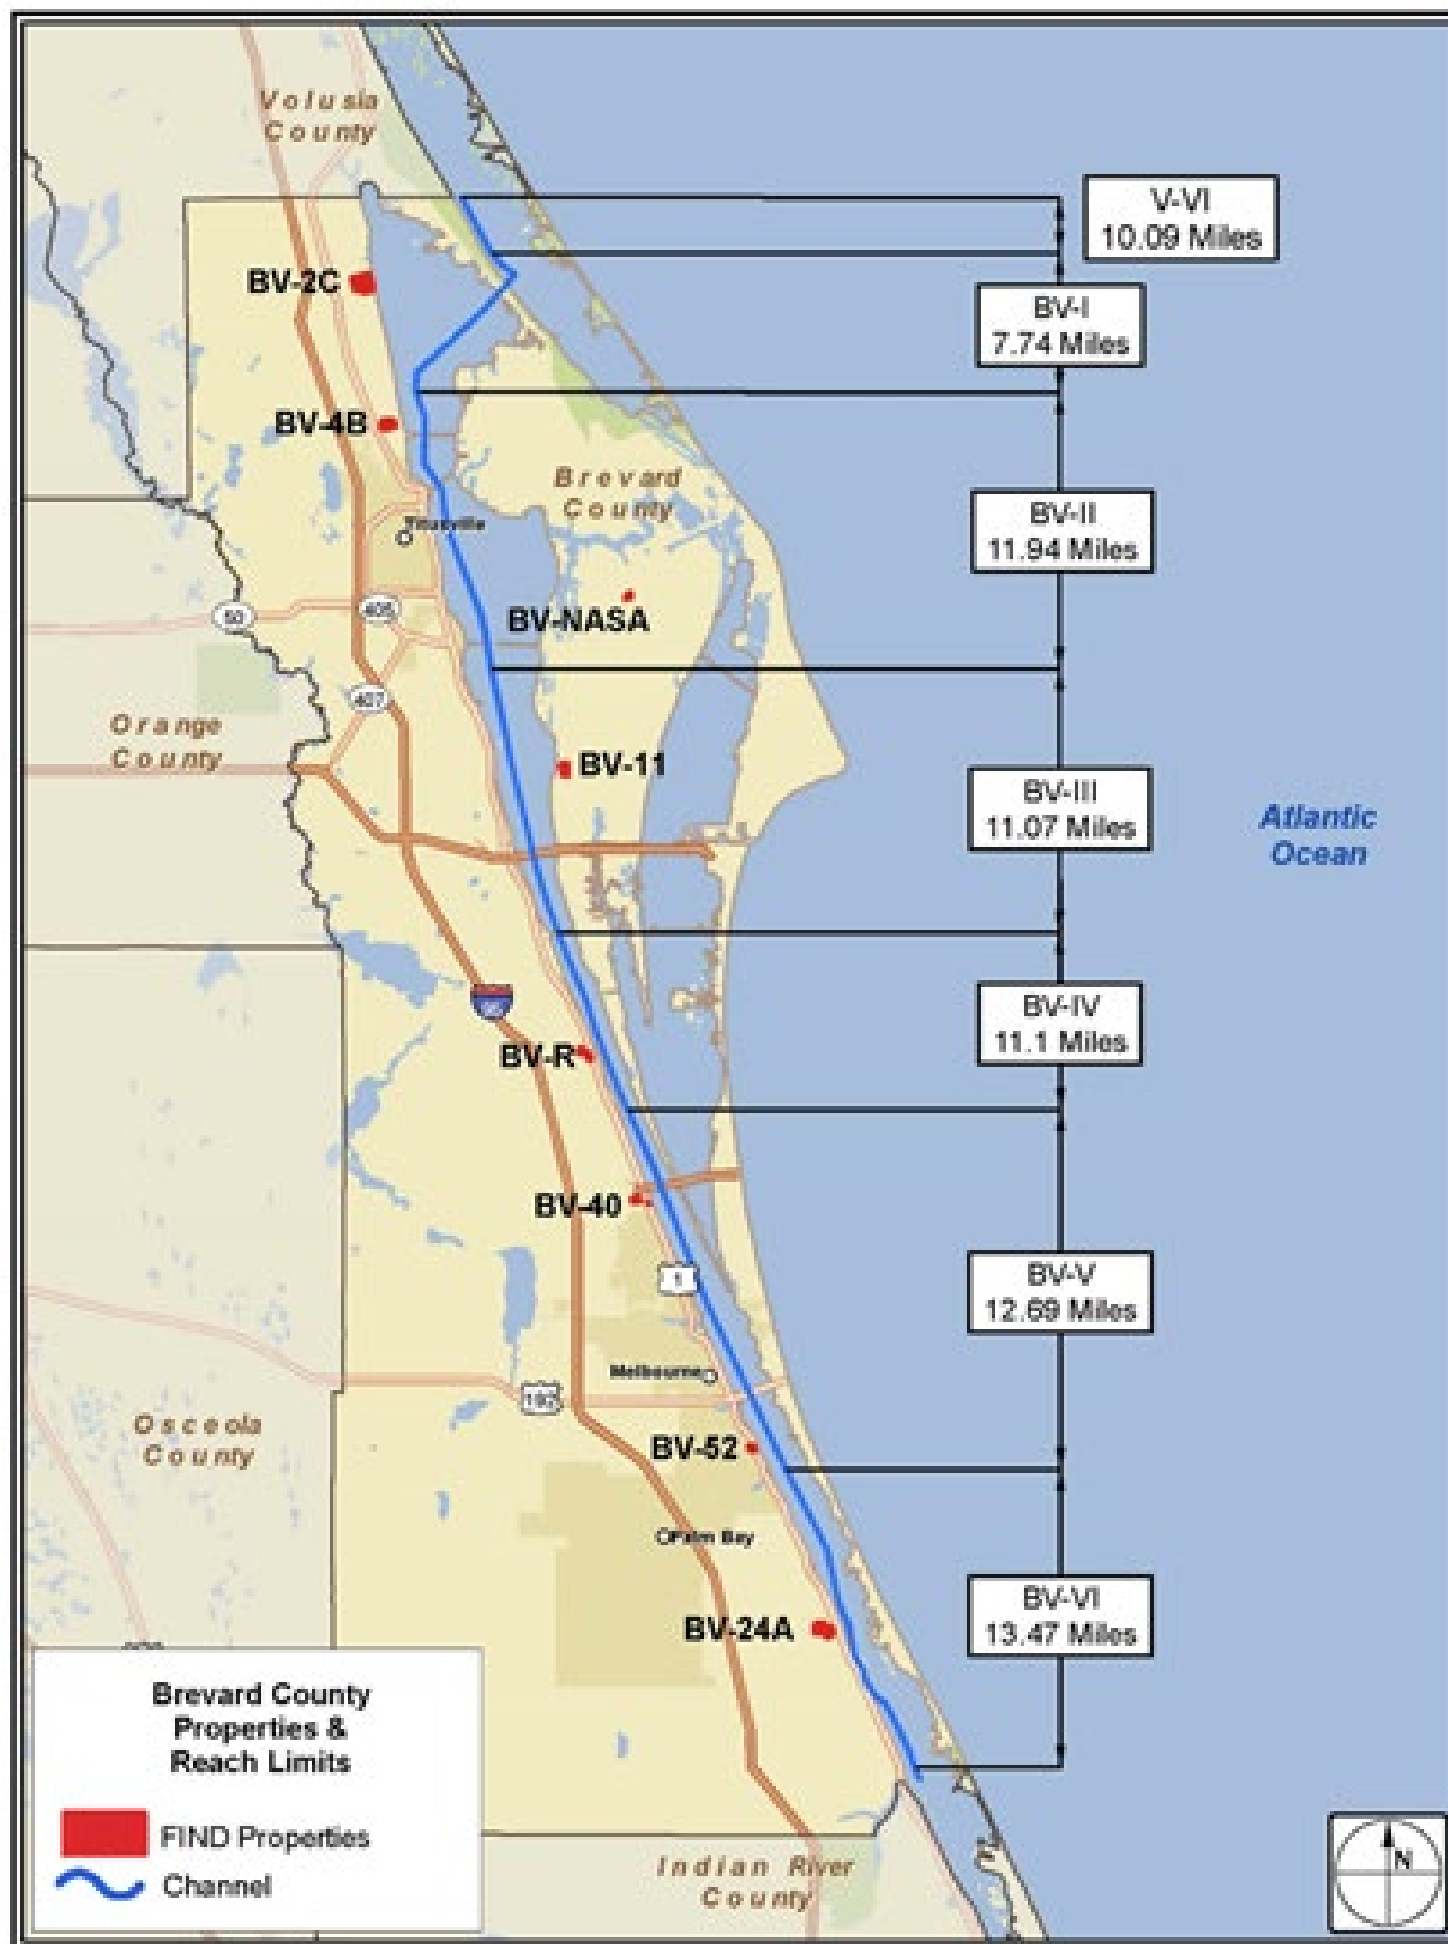 Volusia
County
V-VI
10.09 Miles
BV-2C
BV-I
7.74 Miles
BV-4B
Brevard
County
BV-II
11.94 Miles
Titusville
BV-NASA
50
405
407
Orange
County
BV-11
BV-III
11.07 Miles
Atlantic
Ocean
95
BV-IV
11.1 Miles
BV-R
BV-40
1
BV-V
12.69 Miles
Melbourne
192
Osceola
County
BV-52
Palm Bay
BV-VI
13.47 Miles
BV-24A
Brevard County
Properties &
Reach Limits
FIND Properties
Channel
Indian River
County
N